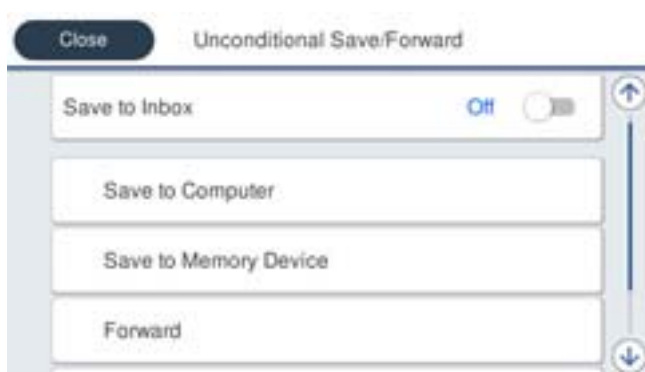 Close Unconditional Save/Forward
Save to Inbox Off
Save to Computer
Save to Memory Device
Forward